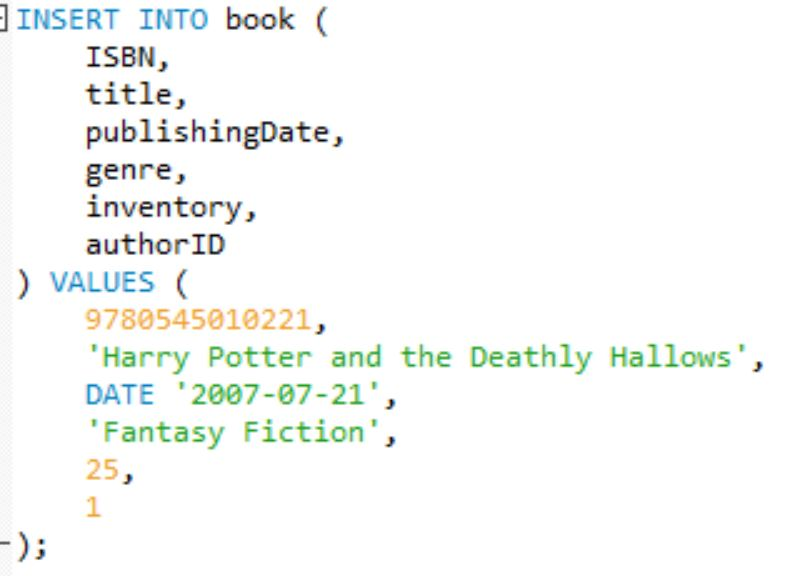 INSERT INTO book (
    ISBN,
    title,
    publishingDate,
    genre,
    inventory,
    authorID
) VALUES (
    9780545010221,
    'Harry Potter and the Deathly Hallows',
    DATE '2007-07-21',
    'Fantasy Fiction',
    25,
    1
);